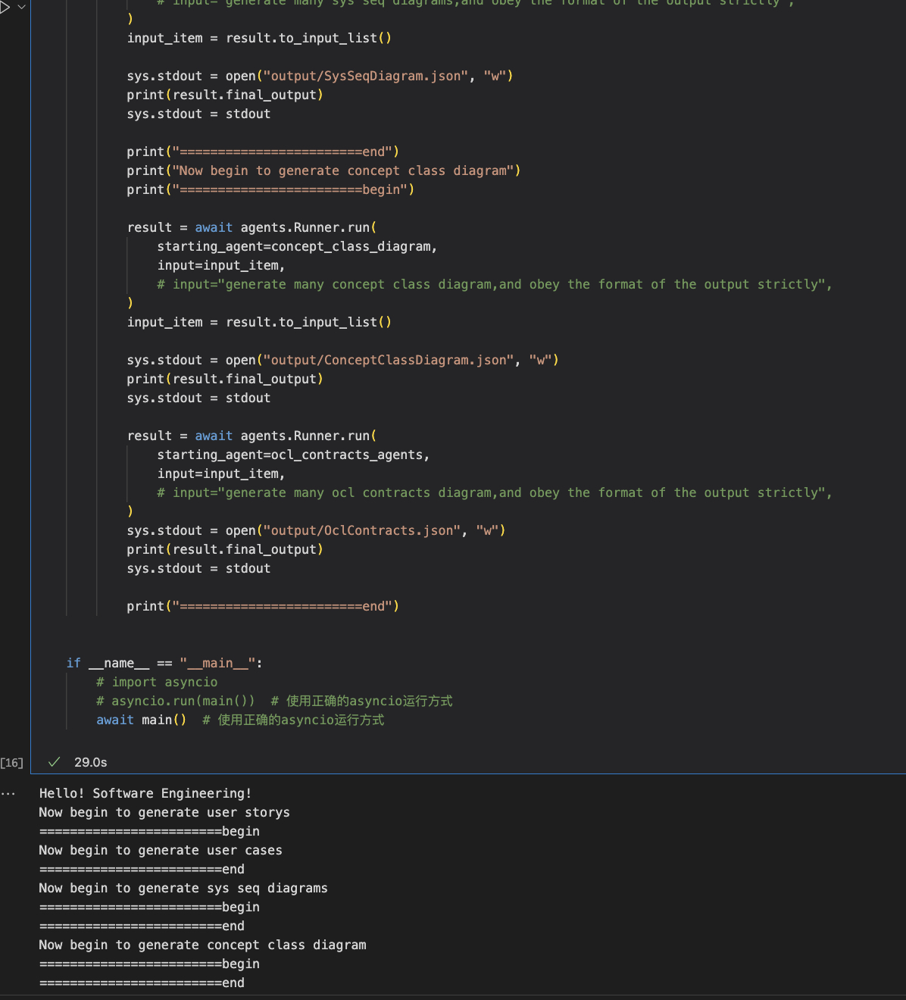 # input="generate many sys seq diagrams,and obey the format of the output strictly",
)
input_item = result.to_input_list()
sys.stdout = open("output/SysSeqDiagram.json", "w")
print(result.final_output)
sys.stdout = stdout
print("========================end")
print("Now begin to generate concept class diagram")
print("========================begin")
result = await agents.Runner.run(
starting_agent=concept_class_diagram,
input=input_item,
# input="generate many concept class diagram,and obey the format of the output strictly",
)
input_item = result.to_input_list()
sys.stdout = open("output/ConceptClassDiagram.json", "w")
print(result.final_output)
sys.stdout = stdout
result = await agents.Runner.run(
starting_agent=ocl_contracts_agents,
input=input_item,
# input="generate many ocl contracts diagram,and obey the format of the output strictly",
)
sys.stdout = open("output/OclContracts.json", "w")
print(result.final_output)
sys.stdout = stdout
print("========================end")
if __name__ == "__main__":
# import asyncio
# asyncio.run(main())  # 使用正确的asyncio运行方式
await main()  # 使用正确的asyncio运行方式
[16] 29.0s
Hello! Software Engineering!
Now begin to generate user storys
========================begin
Now begin to generate user cases
========================end
Now begin to generate sys seq diagrams
========================begin
========================end
Now begin to generate concept class diagram
========================begin
========================end